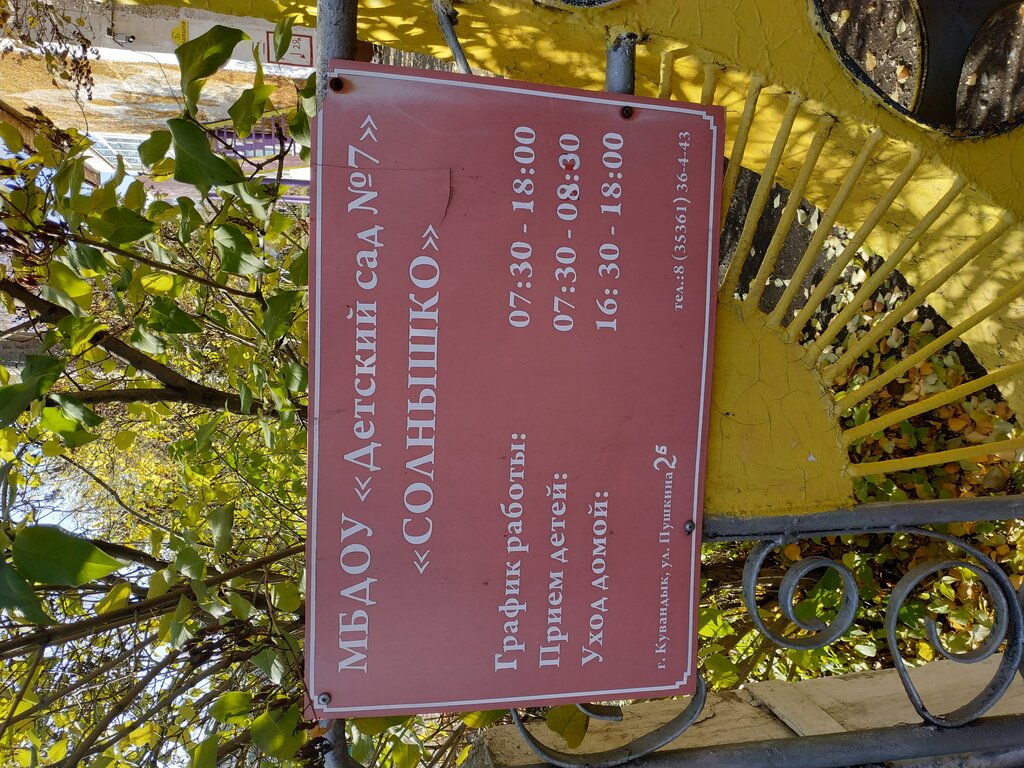 МБДОУ «Детский сад №7»
«СОЛНЫШКО»
График работы: 07:30 - 18:00
Прием детей: 07:30 - 08:30
Уход домой: 16:30 - 18:00
г. Кувандык, ул. Пушкина 2б тел.:8 (35361) 36-4-43